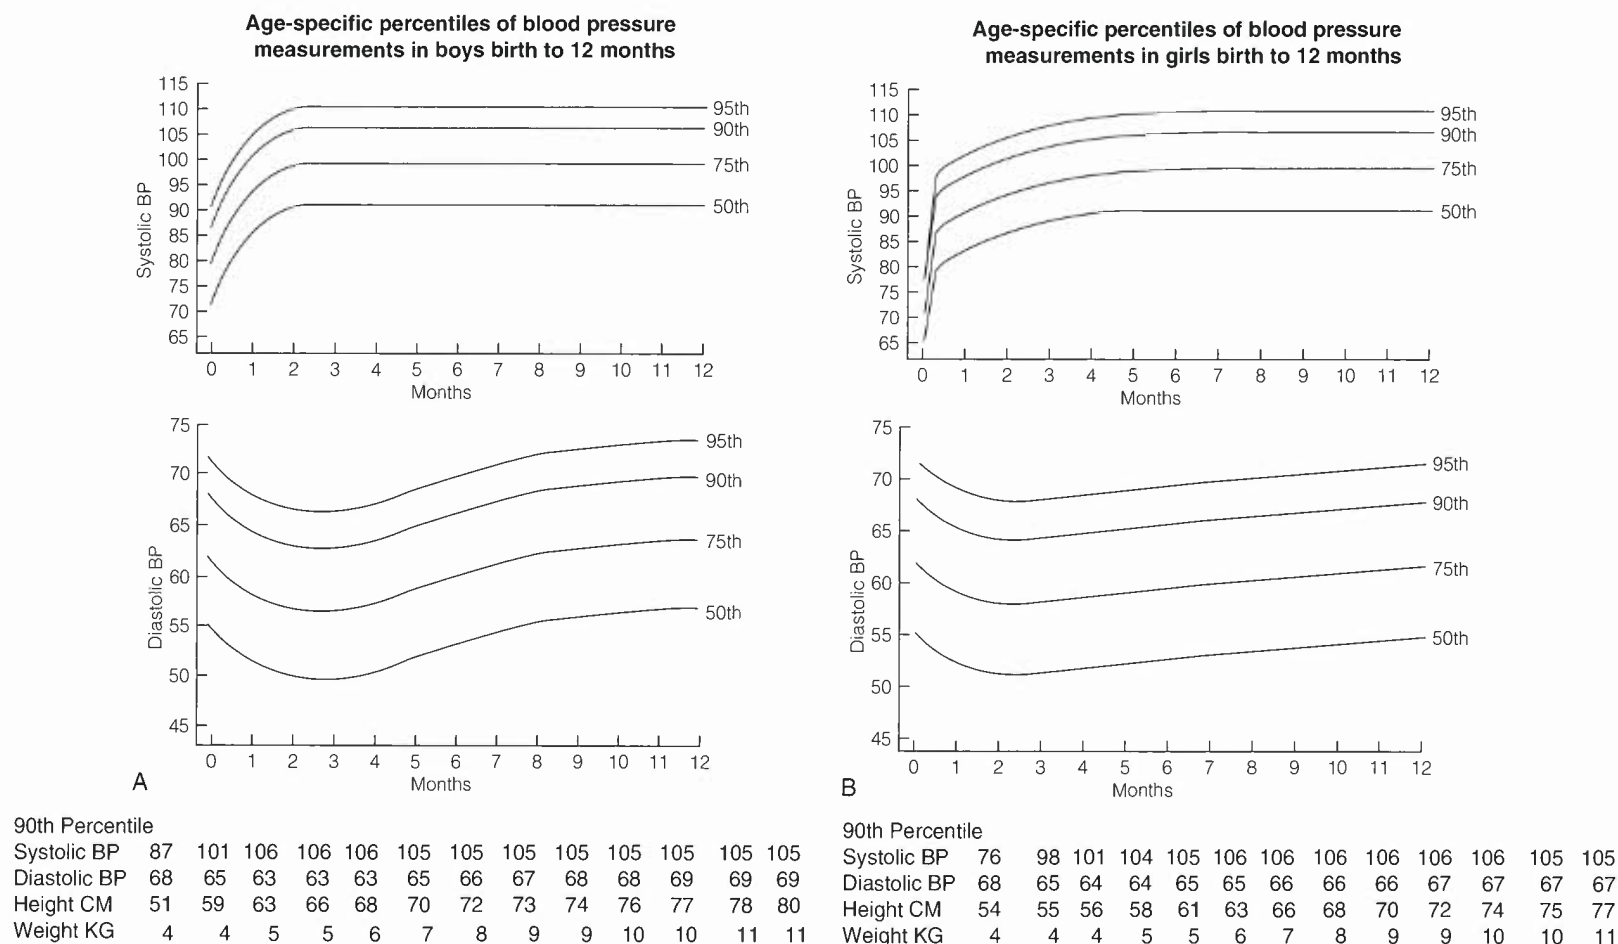 Age-specific percentiles of blood pressure
measurements in boys birth to 12 months
115
110
105
100
95
90
85
80
75
70
65
Systolic BP
95th
90th
75th
50th
0 1 2 3 4 5 6 7 8 9 10 11 12
Months
75
70
65
60
55
50
45
Diastolic BP
95th
90th
75th
50th
0 1 2 3 4 5 6 7 8 9 10 11 12
Months
A
90th Percentile
Systolic BP 87 101 106 106 106 105 105 105 105 105 105 105 105
Diastolic BP 68 65 63 63 63 65 66 67 68 68 69 69 69
Height CM 51 59 63 66 68 70 72 73 74 76 77 78 80
Weight KG 4 4 5 5 6 7 8 9 9 10 10 11 11
Age-specific percentiles of blood pressure
measurements in girls birth to 12 months
115
110
105
100
95
90
85
80
75
70
65
Systolic BP
95th
90th
75th
50th
0 1 2 3 4 5 6 7 8 9 10 11 12
Months
75
70
65
60
55
50
45
Diastolic BP
95th
90th
75th
50th
0 1 2 3 4 5 6 7 8 9 10 11 12
Months
B
90th Percentile
Systolic BP 76 98 101 104 105 106 106 106 106 106 106 105 105
Diastolic BP 68 65 64 64 65 65 66 66 66 67 67 67 67
Height CM 54 55 56 58 61 63 66 68 70 72 74 75 77
Weight KG 4 4 4 5 5 6 7 8 9 9 10 10 11